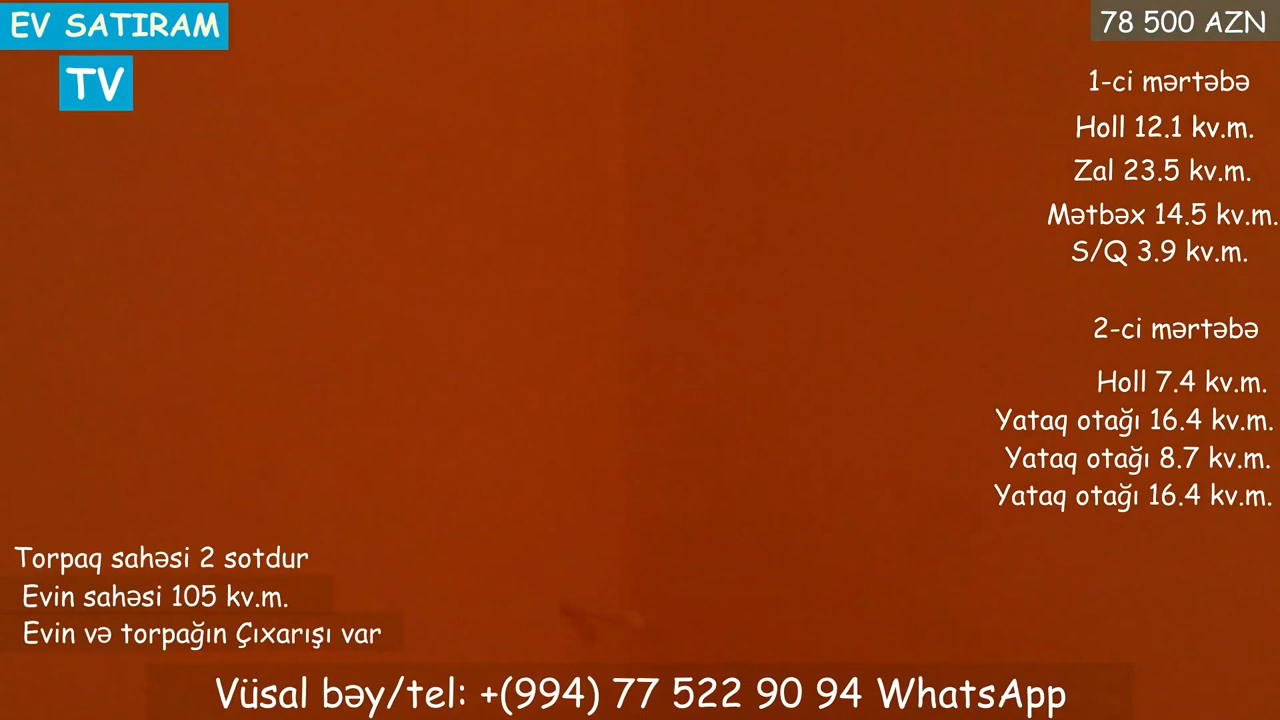 EV SATIRAM
TV
78 500 AZN
1-ci mərtəbə
Holl 12.1 kv.m.
Zal 23.5 kv.m.
Mətbəx 14.5 kv.m.
S/Q 3.9 kv.m.
2-ci mərtəbə
Holl 7.4 kv.m.
Yataq otağı 16.4 kv.m.
Yataq otağı 8.7 kv.m.
Yataq otağı 16.4 kv.m.
Torpaq sahəsi 2 sotdur
Evin sahəsi 105 kv.m.
Evin və torpağın Çıxarışı var
Vüsal bəy/tel: +(994) 77 522 90 94 WhatsApp